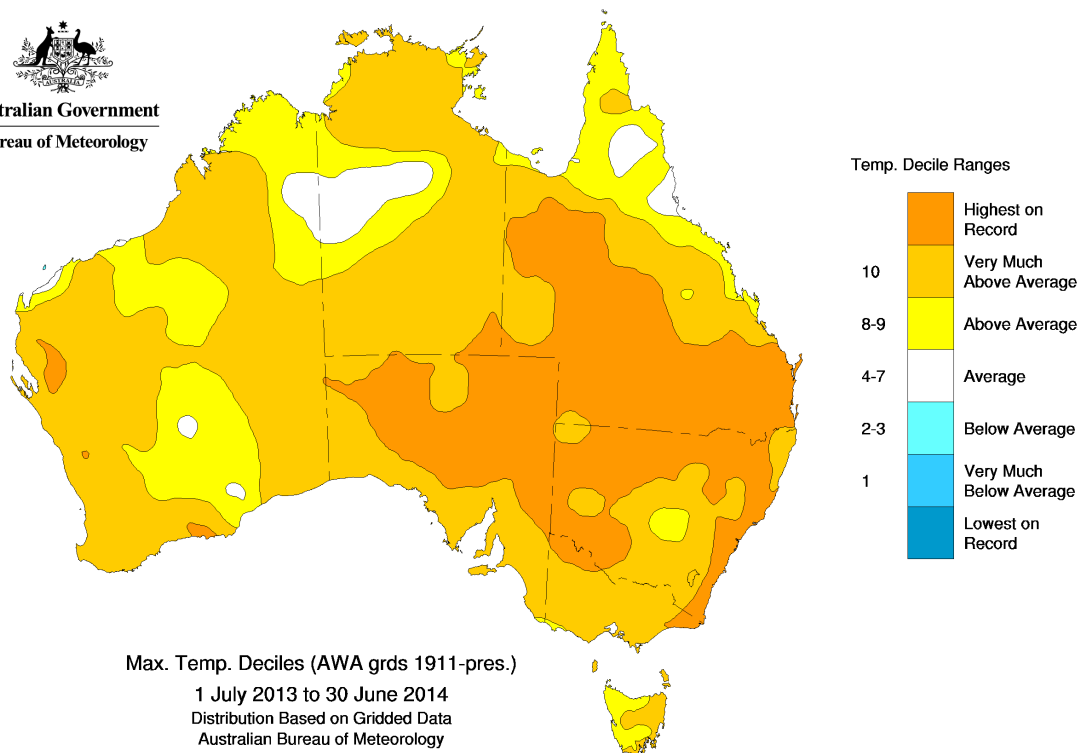 AUSTRALIA
tralian Government
reau of Meteorology
Temp. Decile Ranges
Highest on
Record
10
Very Much
Above Average
8-9
Above Average
4-7
Average
2-3
Below Average
1
Very Much
Below Average
Lowest on
Record
Max. Temp. Deciles (AWA grds 1911-pres.)
1 July 2013 to 30 June 2014
Distribution Based on Gridded Data
Australian Bureau of Meteorology